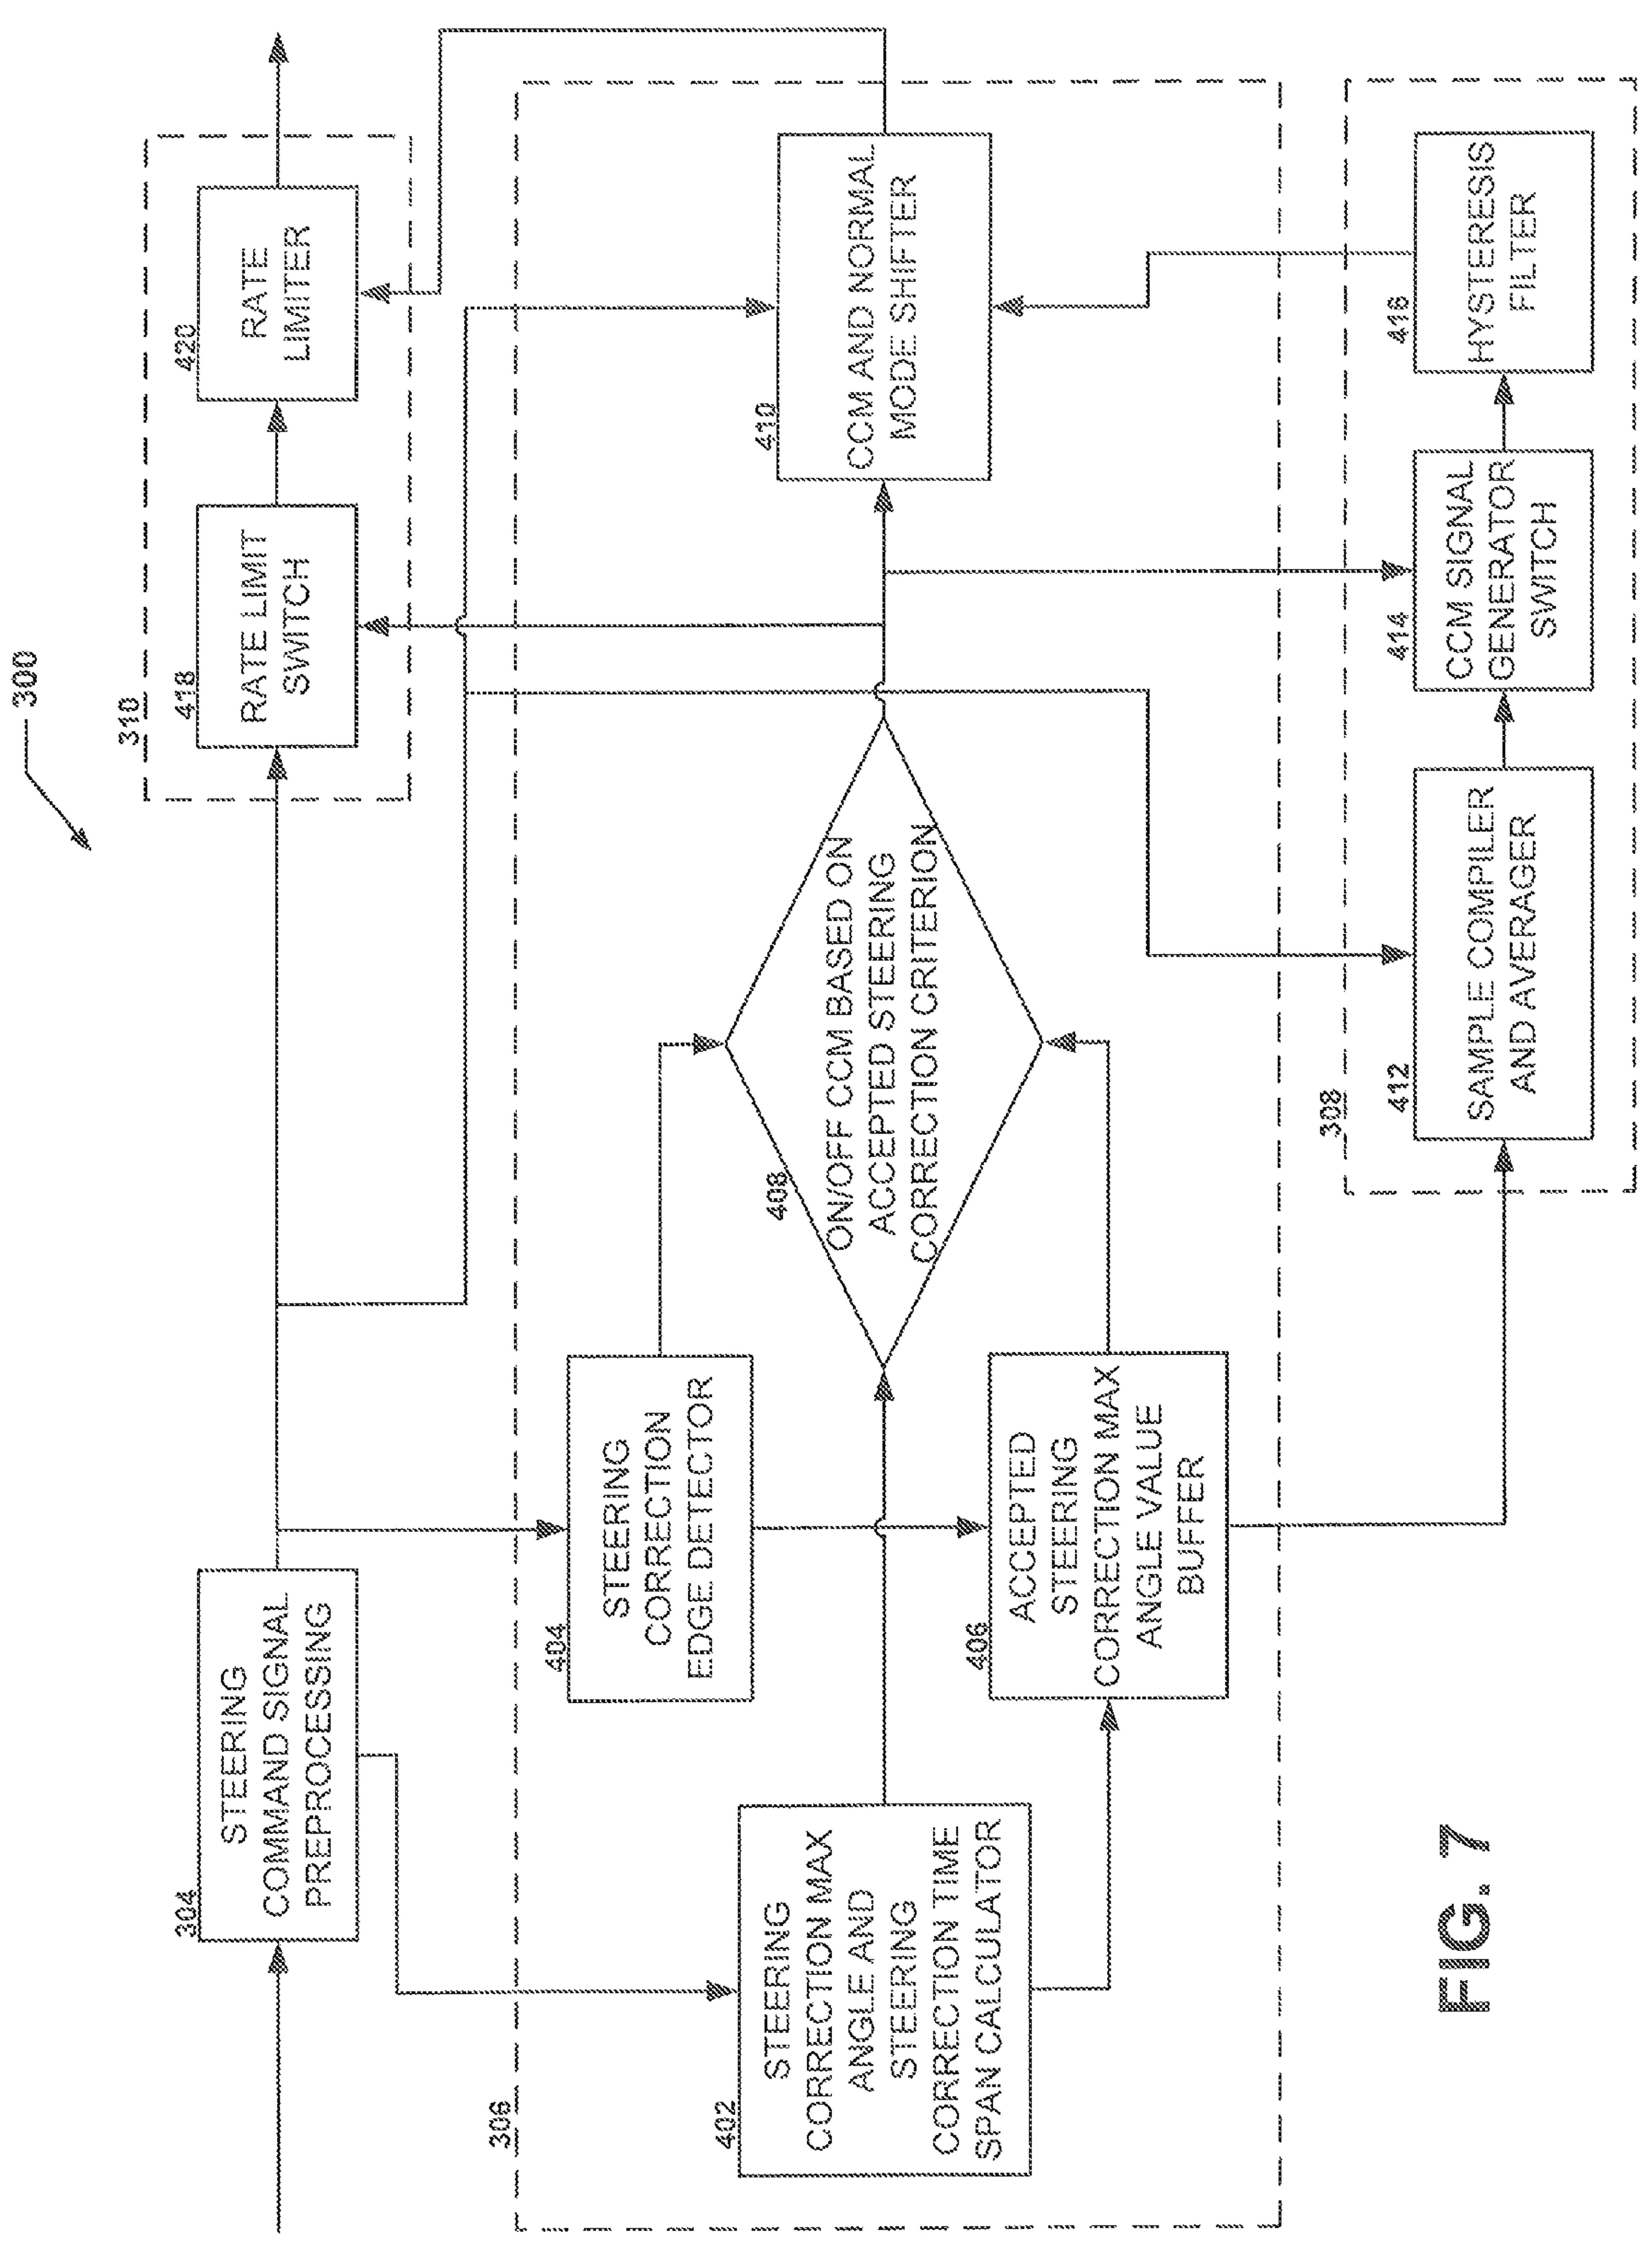 300
310
418
RATE LIMIT
SWITCH
420
RATE
LIMITER
304
STEERING
COMMAND SIGNAL
PREPROCESSING
306
402
STEERING
CORRECTION MAX
ANGLE AND
STEERING
CORRECTION TIME
SPAN CALCULATOR
404
STEERING
CORRECTION
EDGE DETECTOR
406
ACCEPTED
STEERING
CORRECTION MAX
ANGLE VALUE
BUFFER
408
ON/OFF CCM BASED ON
ACCEPTED STEERING
CORRECTION CRITERION
410
CCM AND NORMAL
MODE SHIFTER
308
412
SAMPLE COMPILER
AND AVERAGER
414
CCM SIGNAL
GENERATOR
SWITCH
416
HYSTERESIS
FILTER
FIG. 7